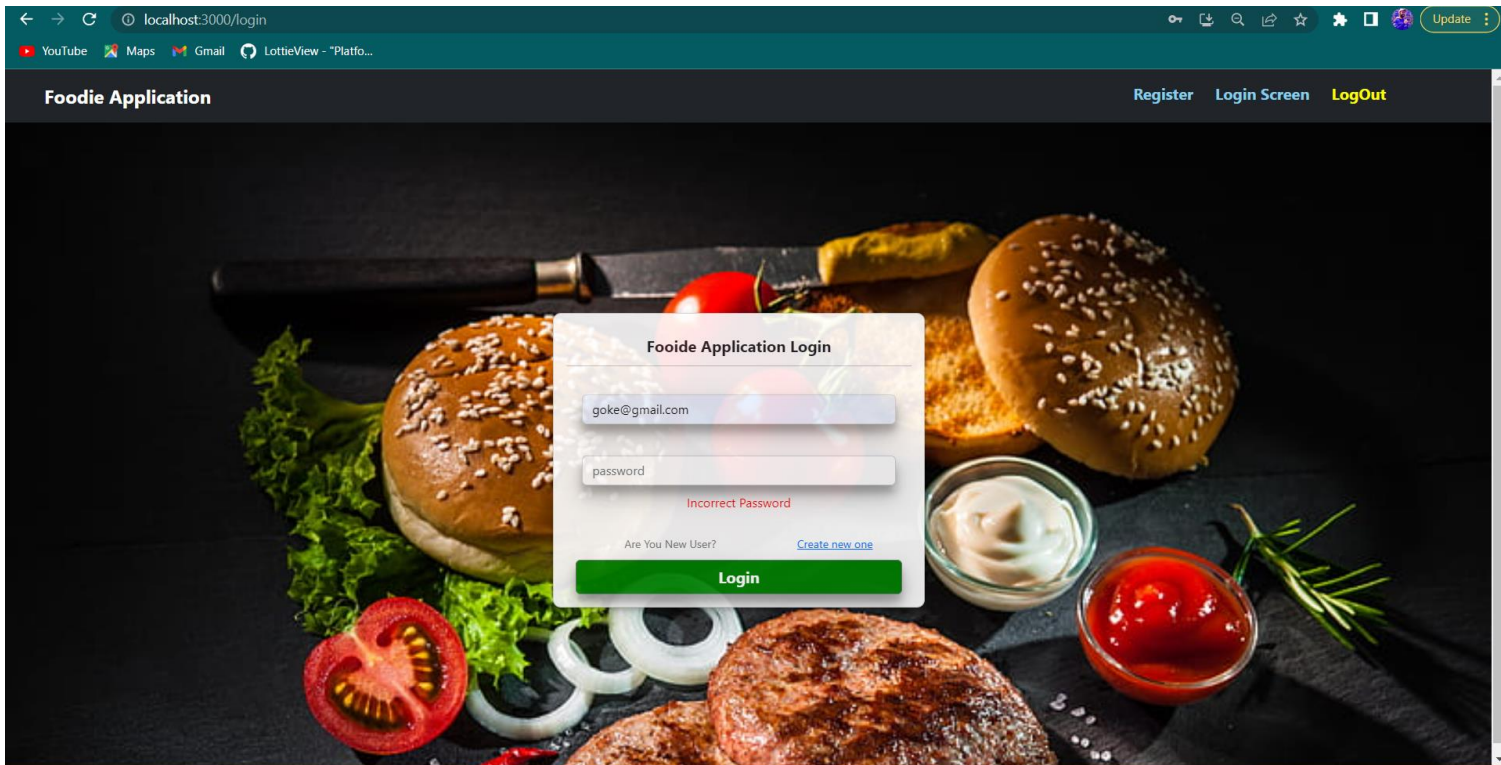 localhost:3000/login
Update
YouTube Maps Gmail LottieView - "Platfo...
Foodie Application
Register Login Screen LogOut
Fooide Application Login
goke@gmail.com
password
Incorrect Password
Are You New User? Create new one
Login